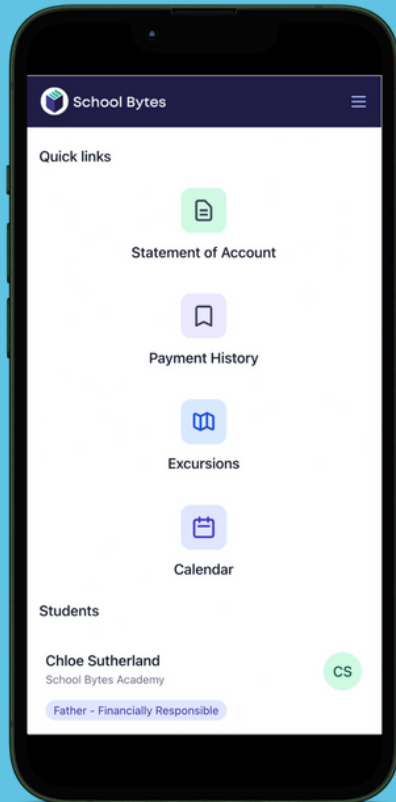 School Bytes
Quick links
Statement of Account
Payment History
Excursions
Calendar
Students
Chloe Sutherland
School Bytes Academy
CS
Father - Financially Responsible